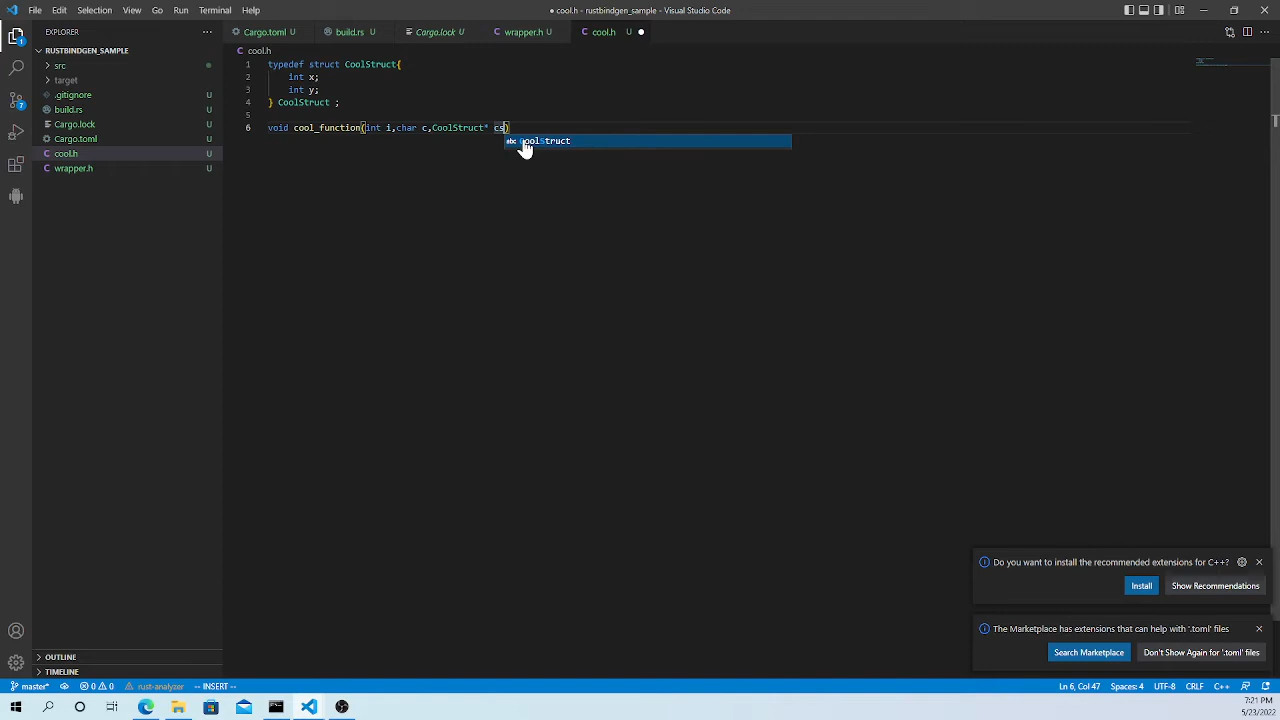 File Edit Selection View Go Run Terminal Help
● cool.h - rustbindgen_sample - Visual Studio Code
EXPLORER
RUSTBINDGEN_SAMPLE
src
target
.gitignore U
build.rs U
Cargo.lock U
Cargo.toml U
cool.h U
wrapper.h U
OUTLINE
TIMELINE
Cargo.toml U
build.rs U
Cargo.lock U
wrapper.h U
cool.h U
cool.h
1 typedef struct CoolStruct{
2 int x;
3 int y;
4 } CoolStruct ;
5
6 void cool_function(int i,char c,CoolStruct* cs)
abc CoolStruct
Do you want to install the recommended extensions for C++?
Install Show Recommendations
The Marketplace has extensions that can help with '.toml' files
Search Marketplace Don't Show Again for '.toml' files
master* 0 0 rust-analyzer -- INSERT -- Ln 6, Col 47 Spaces: 4 UTF-8 CRLF C++
7:21 PM
5/23/2022